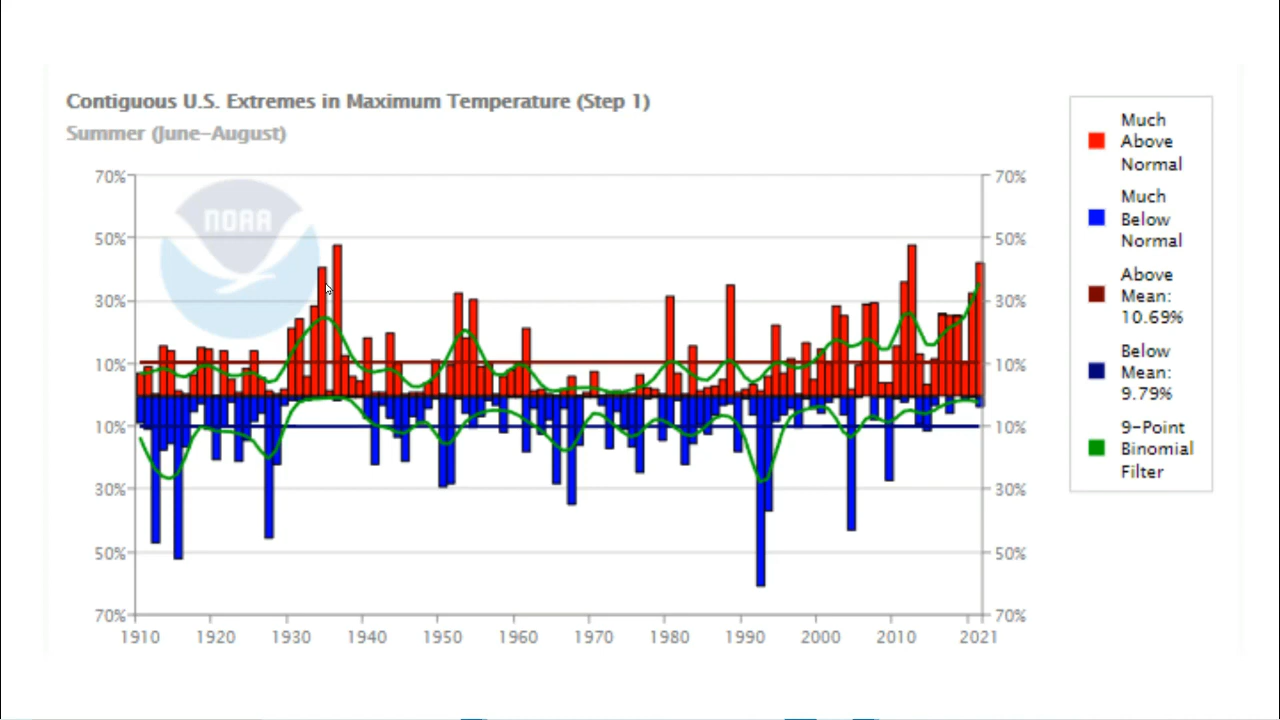 Contiguous U.S. Extremes in Maximum Temperature (Step 1)
Summer (June–August)
NOAA
70%
50%
30%
10%
10%
30%
50%
70%
70%
50%
30%
10%
10%
30%
50%
70%
1910 1920 1930 1940 1950 1960 1970 1980 1990 2000 2010 2021
Much
Above
Normal
Much
Below
Normal
Above
Mean:
10.69%
Below
Mean:
9.79%
9-Point
Binomial
Filter